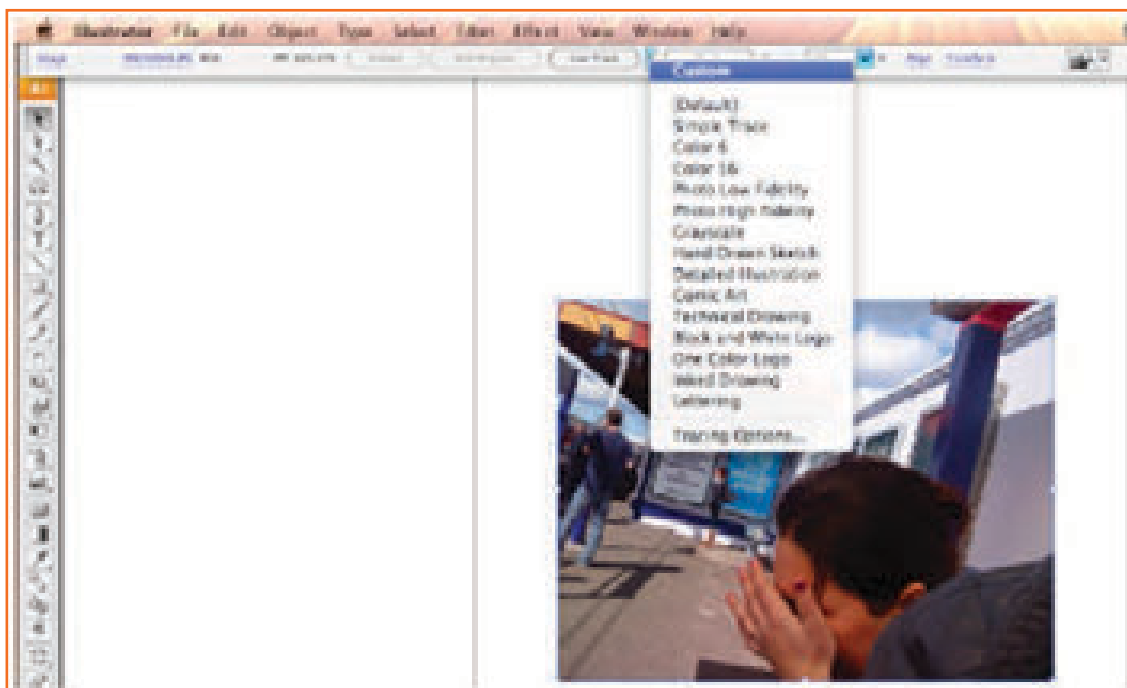 Illustrator File Edit Object Type Select Filter Effect View Window Help
Live Trace
Custom
[Default]
Simple Trace
Color 6
Color 16
Photo Low Fidelity
Photo High Fidelity
Grayscale
Hand Drawn Sketch
Detailed Illustration
Comic Art
Technical Drawing
Black and White Logo
One Color Logo
Inked Drawing
Lettering
Tracing Options...